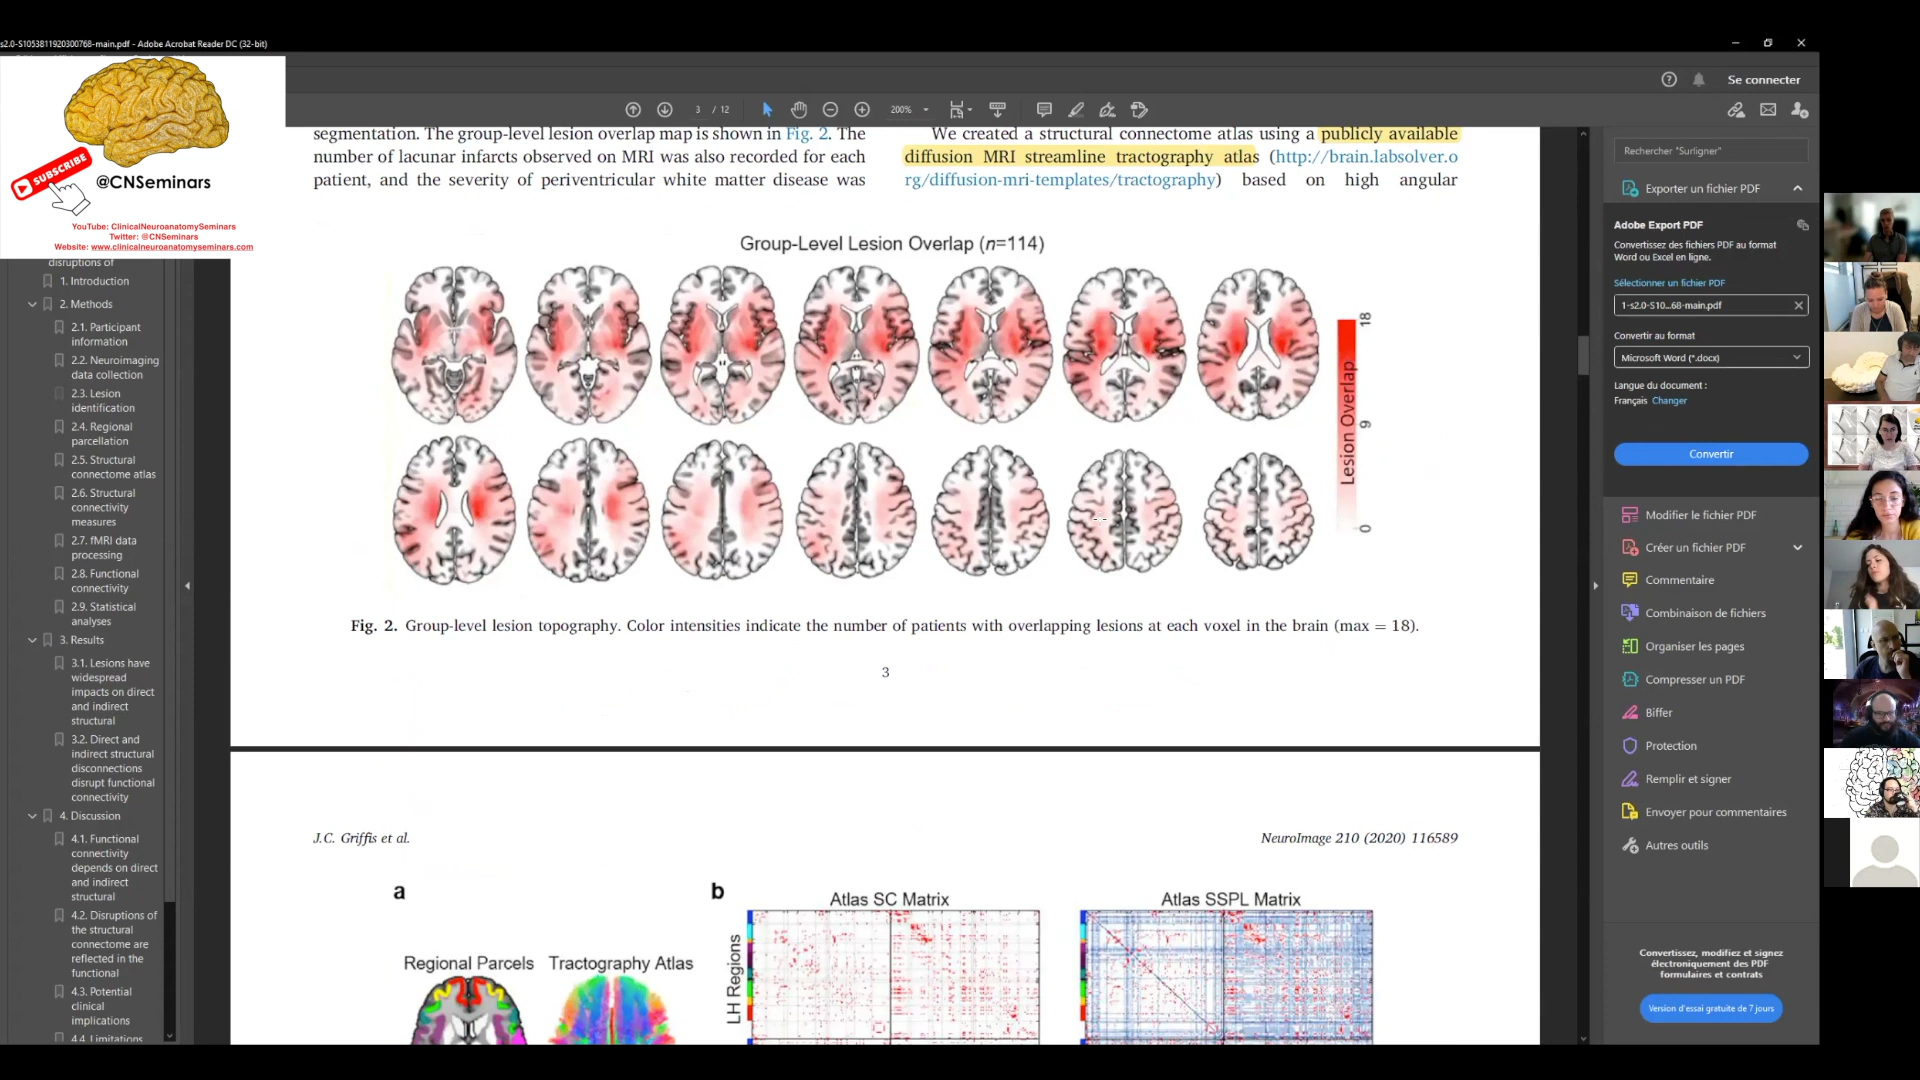 s2.0-S1053811920300768-main.pdf - Adobe Acrobat Reader DC (32-bit)
SUBSCRIBE
@CNSeminars
YouTube: ClinicalNeuroanatomySeminars
Twitter: @CNSeminars
Website: www.clinicalneuroanatomyseminars.com
Se connecter
3 / 12
200%
disruptions of
1. Introduction
2. Methods
2.1. Participant
information
2.2. Neuroimaging
data collection
2.3. Lesion
identification
2.4. Regional
parcellation
2.5. Structural
connectome atlas
2.6. Structural
connectivity
measures
2.7. fMRI data
processing
2.8. Functional
connectivity
2.9. Statistical
analyses
3. Results
3.1. Lesions have
widespread
impacts on direct
and indirect
structural
3.2. Direct and
indirect structural
disconnections
disrupt functional
connectivity
4. Discussion
4.1. Functional
connectivity
depends on direct
and indirect
structural
4.2. Disruptions of
the structural
connectome are
reflected in the
functional
4.3. Potential
clinical
implications
4.4. Limitations
segmentation. The group-level lesion overlap map is shown in Fig. 2. The
number of lacunar infarcts observed on MRI was also recorded for each
patient, and the severity of periventricular white matter disease was
We created a structural connectome atlas using a publicly available
diffusion MRI streamline tractography atlas (http://brain.labsolver.o
rg/diffusion-mri-templates/tractography) based on high angular
Group-Level Lesion Overlap (n=114)
18
9
0
Lesion Overlap
Fig. 2. Group-level lesion topography. Color intensities indicate the number of patients with overlapping lesions at each voxel in the brain (max = 18).
3
J.C. Griffis et al.
NeuroImage 210 (2020) 116589
a
Regional Parcels
Tractography Atlas
b
Atlas SC Matrix
Atlas SSPL Matrix
LH Regions
Rechercher "Surligner"
Exporter un fichier PDF
Adobe Export PDF
Convertissez des fichiers PDF au format
Word ou Excel en ligne.
Sélectionner un fichier PDF
1-s2.0-S10...68-main.pdf
Convertir au format
Microsoft Word (*.docx)
Langue du document :
Français Changer
Convertir
Modifier le fichier PDF
Créer un fichier PDF
Commentaire
Combinaison de fichiers
Organiser les pages
Compresser un PDF
Biffer
Protection
Remplir et signer
Envoyer pour commentaires
Autres outils
Convertissez, modifiez et signez
électroniquement des PDF
formulaires et contrats
Version d'essai gratuite de 7 jours